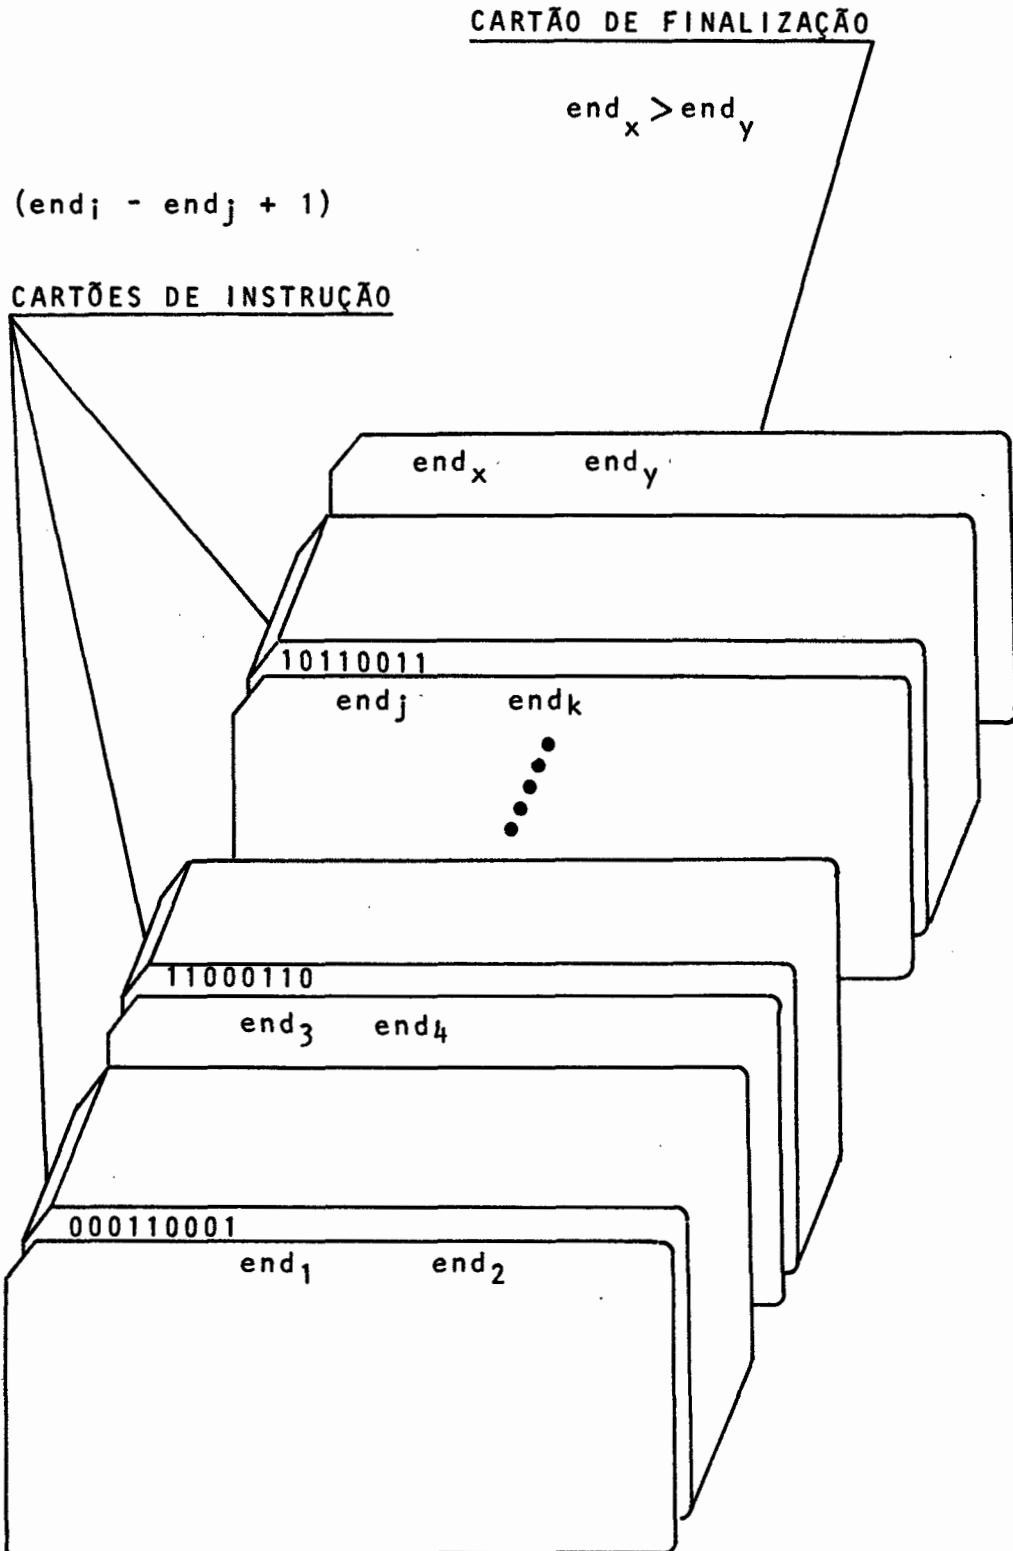 CARTÃO DE FINALIZAÇÃO
end_x > end_y
(end_i - end_j + 1)
CARTÕES DE INSTRUÇÃO
end_x end_y
10110011
end_j end_k
11000110
end_3 end_4
000110001
end_1 end_2